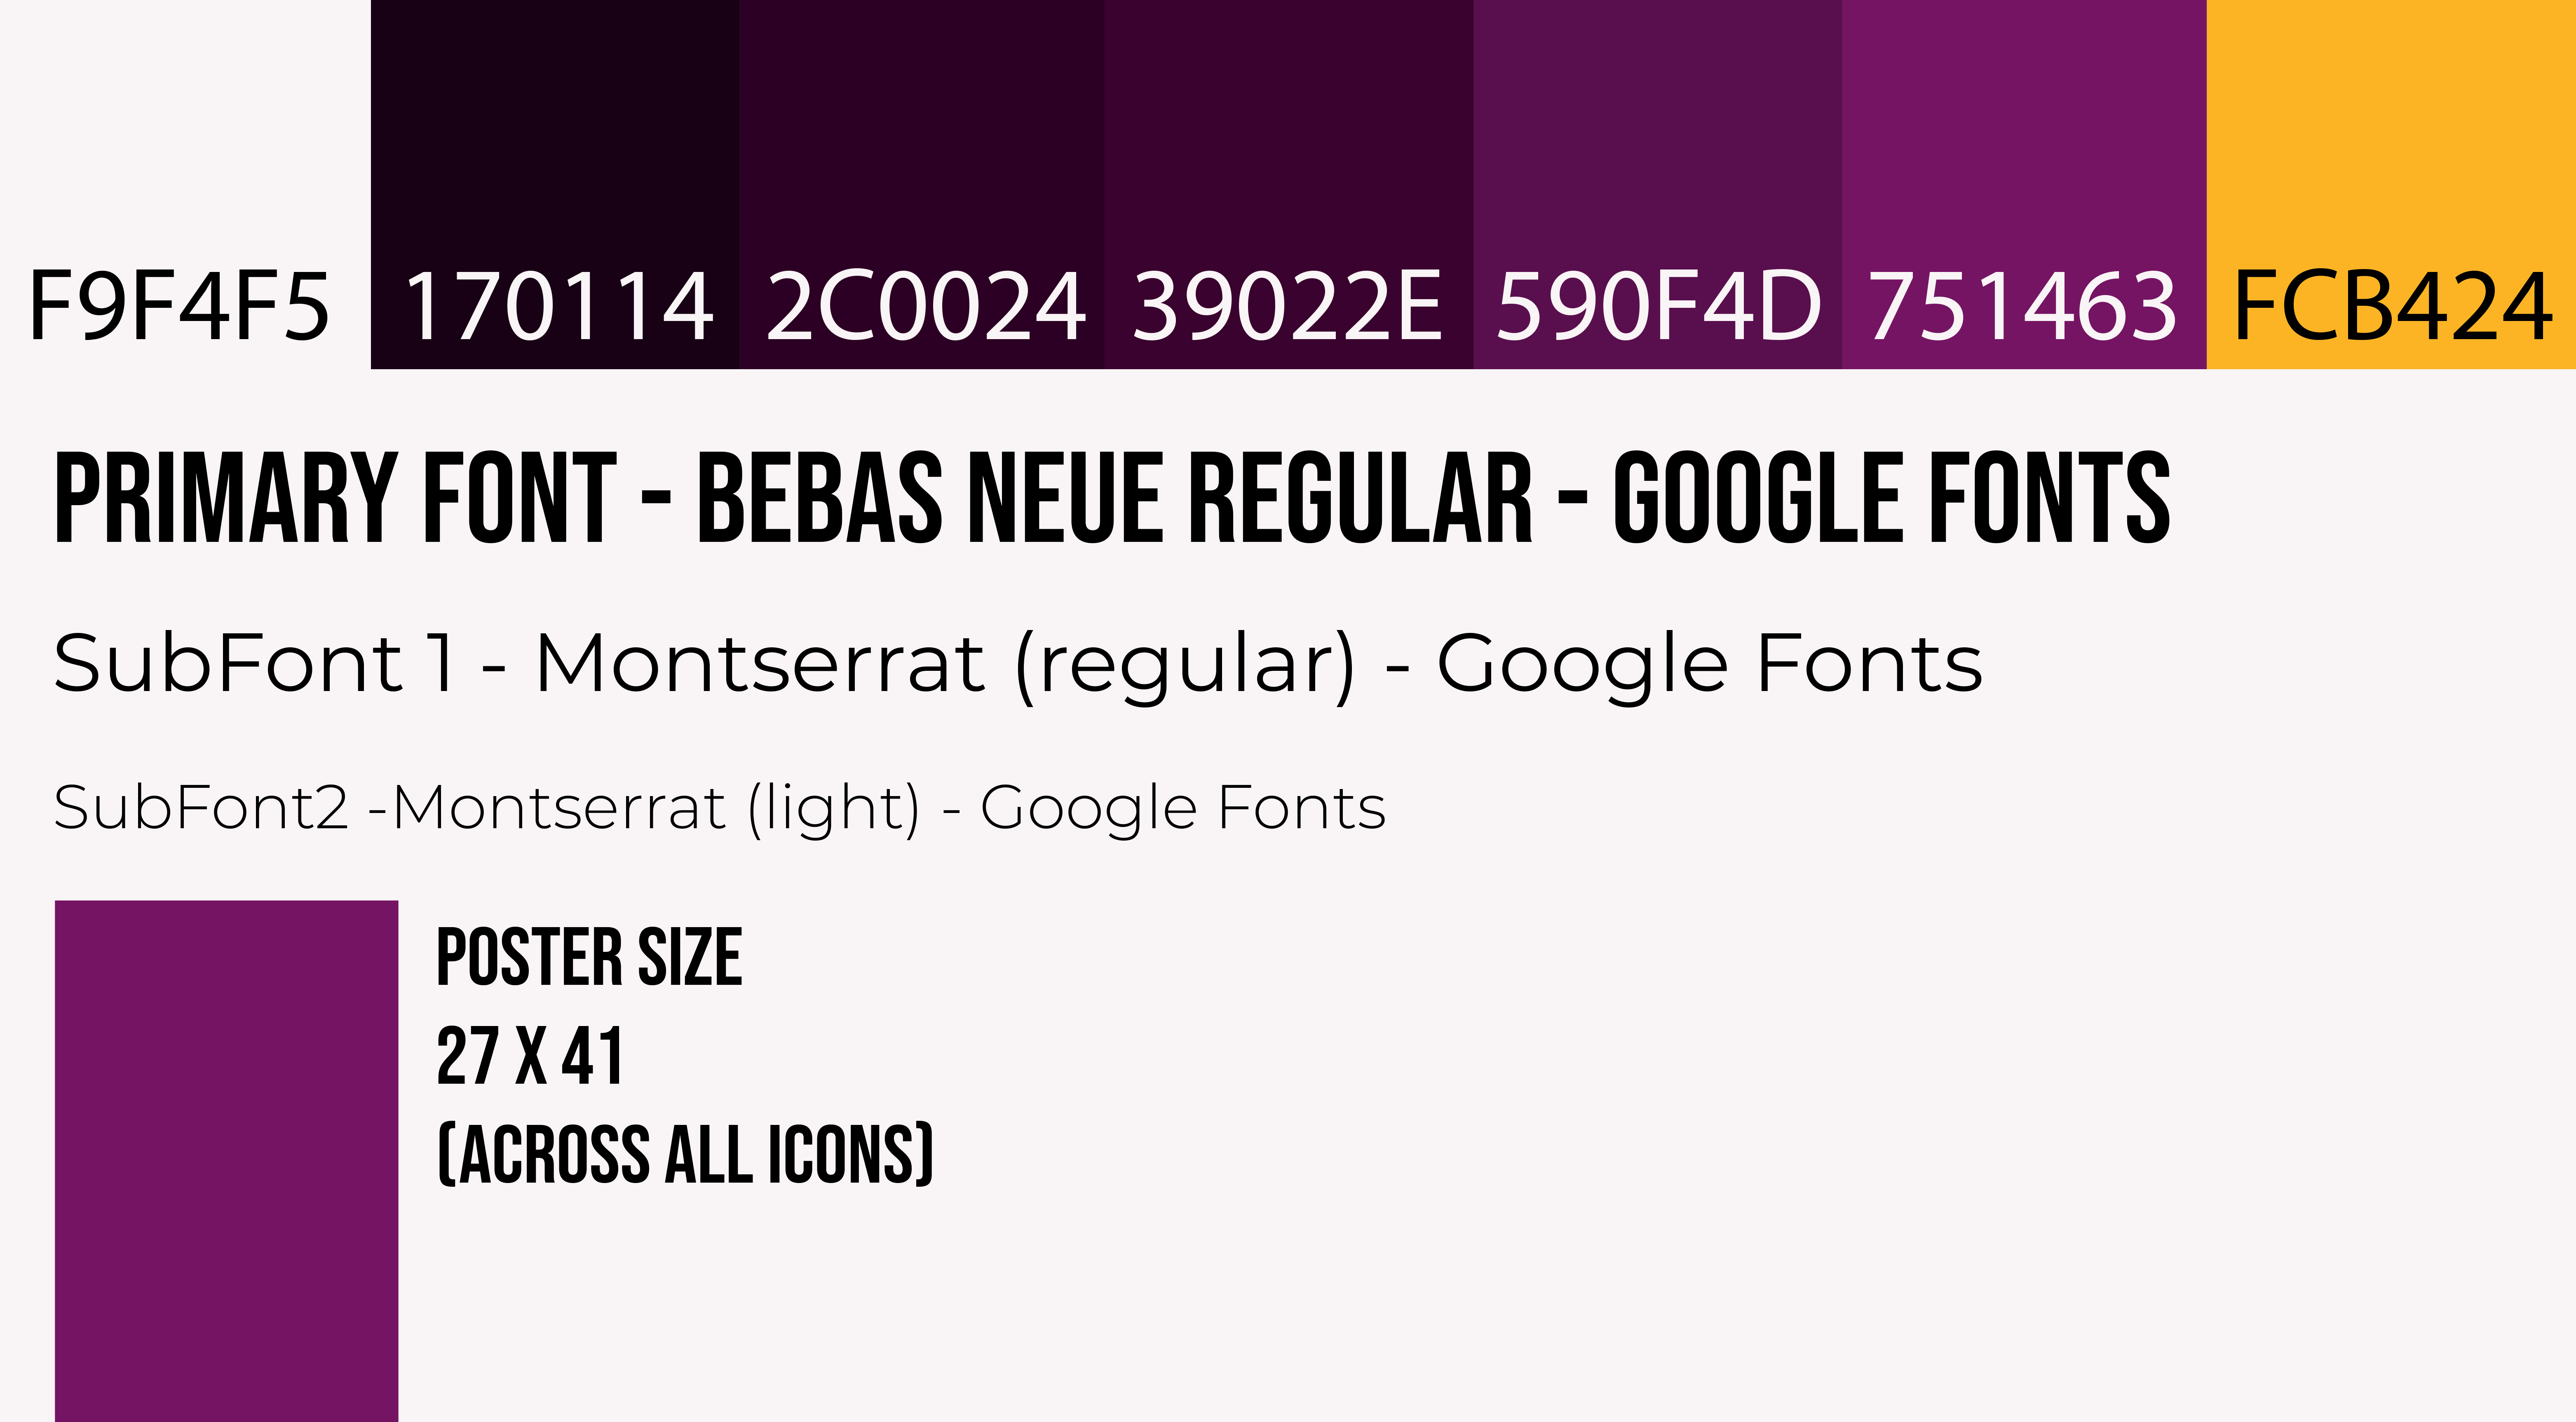 F9F4F5 170114 2C0024 39022E 590F4D 751463 FCB424
PRIMARY FONT - BEBAS NEUE REGULAR - GOOGLE FONTS
SubFont 1 - Montserrat (regular) - Google Fonts
SubFont2 -Montserrat (light) - Google Fonts
POSTER SIZE
27 X 41
(ACROSS ALL ICONS)